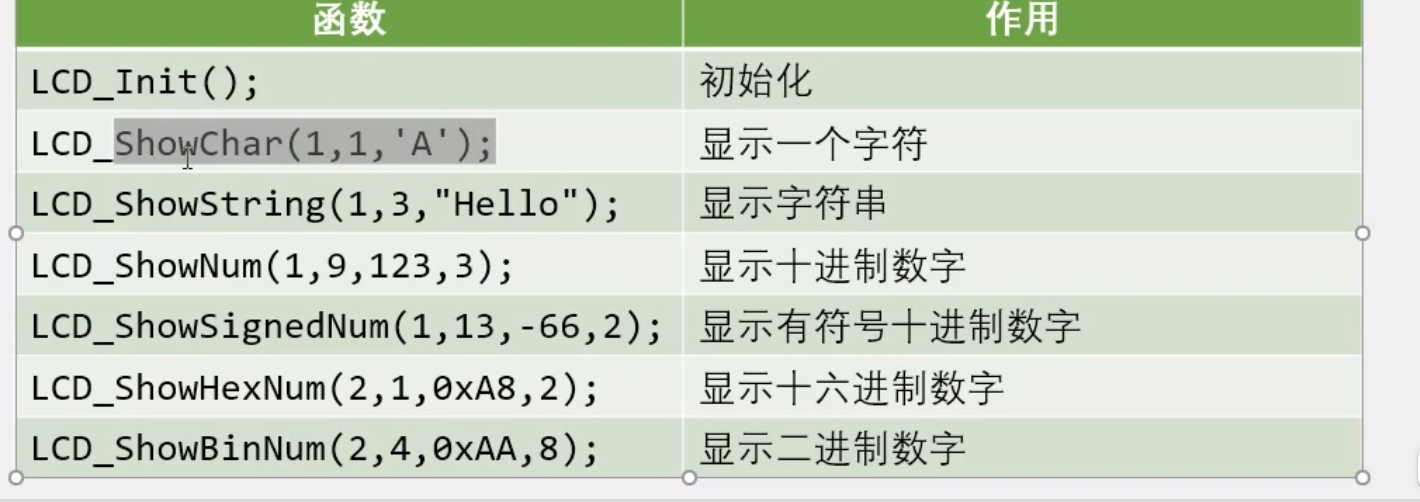 函数 作用
LCD_Init(); 初始化
LCD_ShowChar(1,1,'A'); 显示一个字符
LCD_ShowString(1,3,"Hello"); 显示字符串
LCD_ShowNum(1,9,123,3); 显示十进制数字
LCD_ShowSignedNum(1,13,-66,2); 显示有符号十进制数字
LCD_ShowHexNum(2,1,0xA8,2); 显示十六进制数字
LCD_ShowBinNum(2,4,0xAA,8); 显示二进制数字